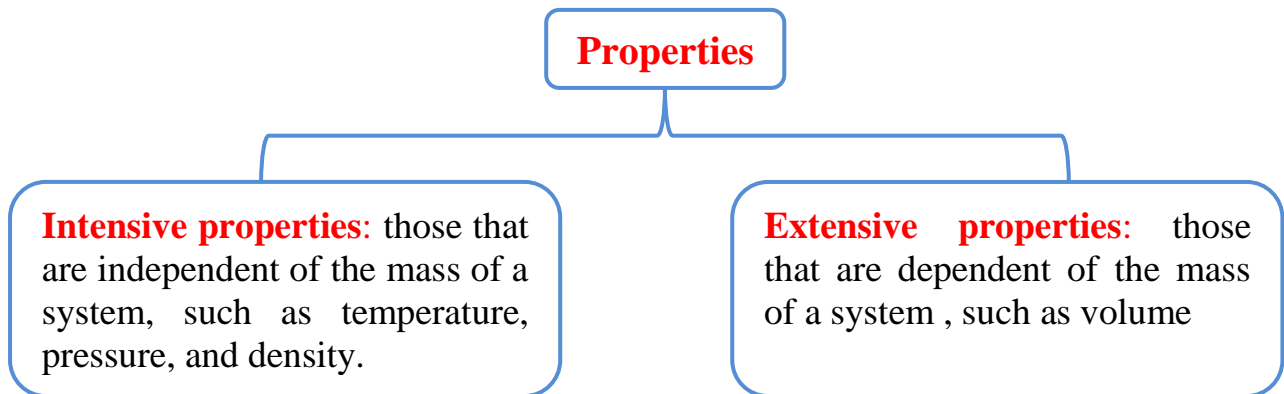 Properties
Intensive properties: those that
are independent of the mass of a
system, such as temperature,
pressure, and density.
Extensive properties: those
that are dependent of the mass
of a system , such as volume